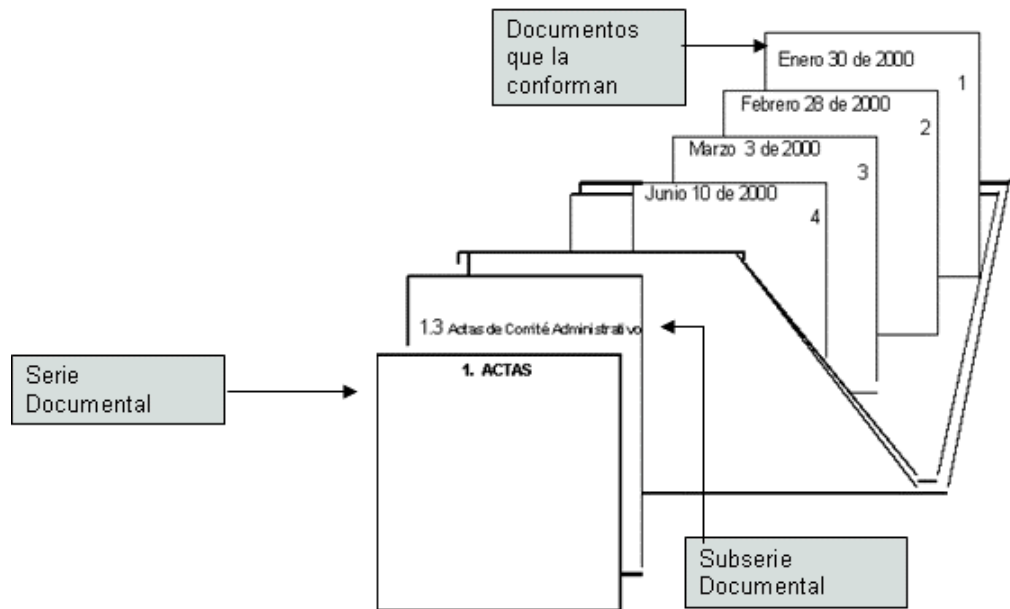 Documentos
que la
conforman
Enero 30 de 2000
1
Febrero 28 de 2000
2
Marzo 3 de 2000
3
Junio 10 de 2000
4
1.3 Actas de Comité Administrativo
1. ACTAS
Serie
Documental
Subserie
Documental